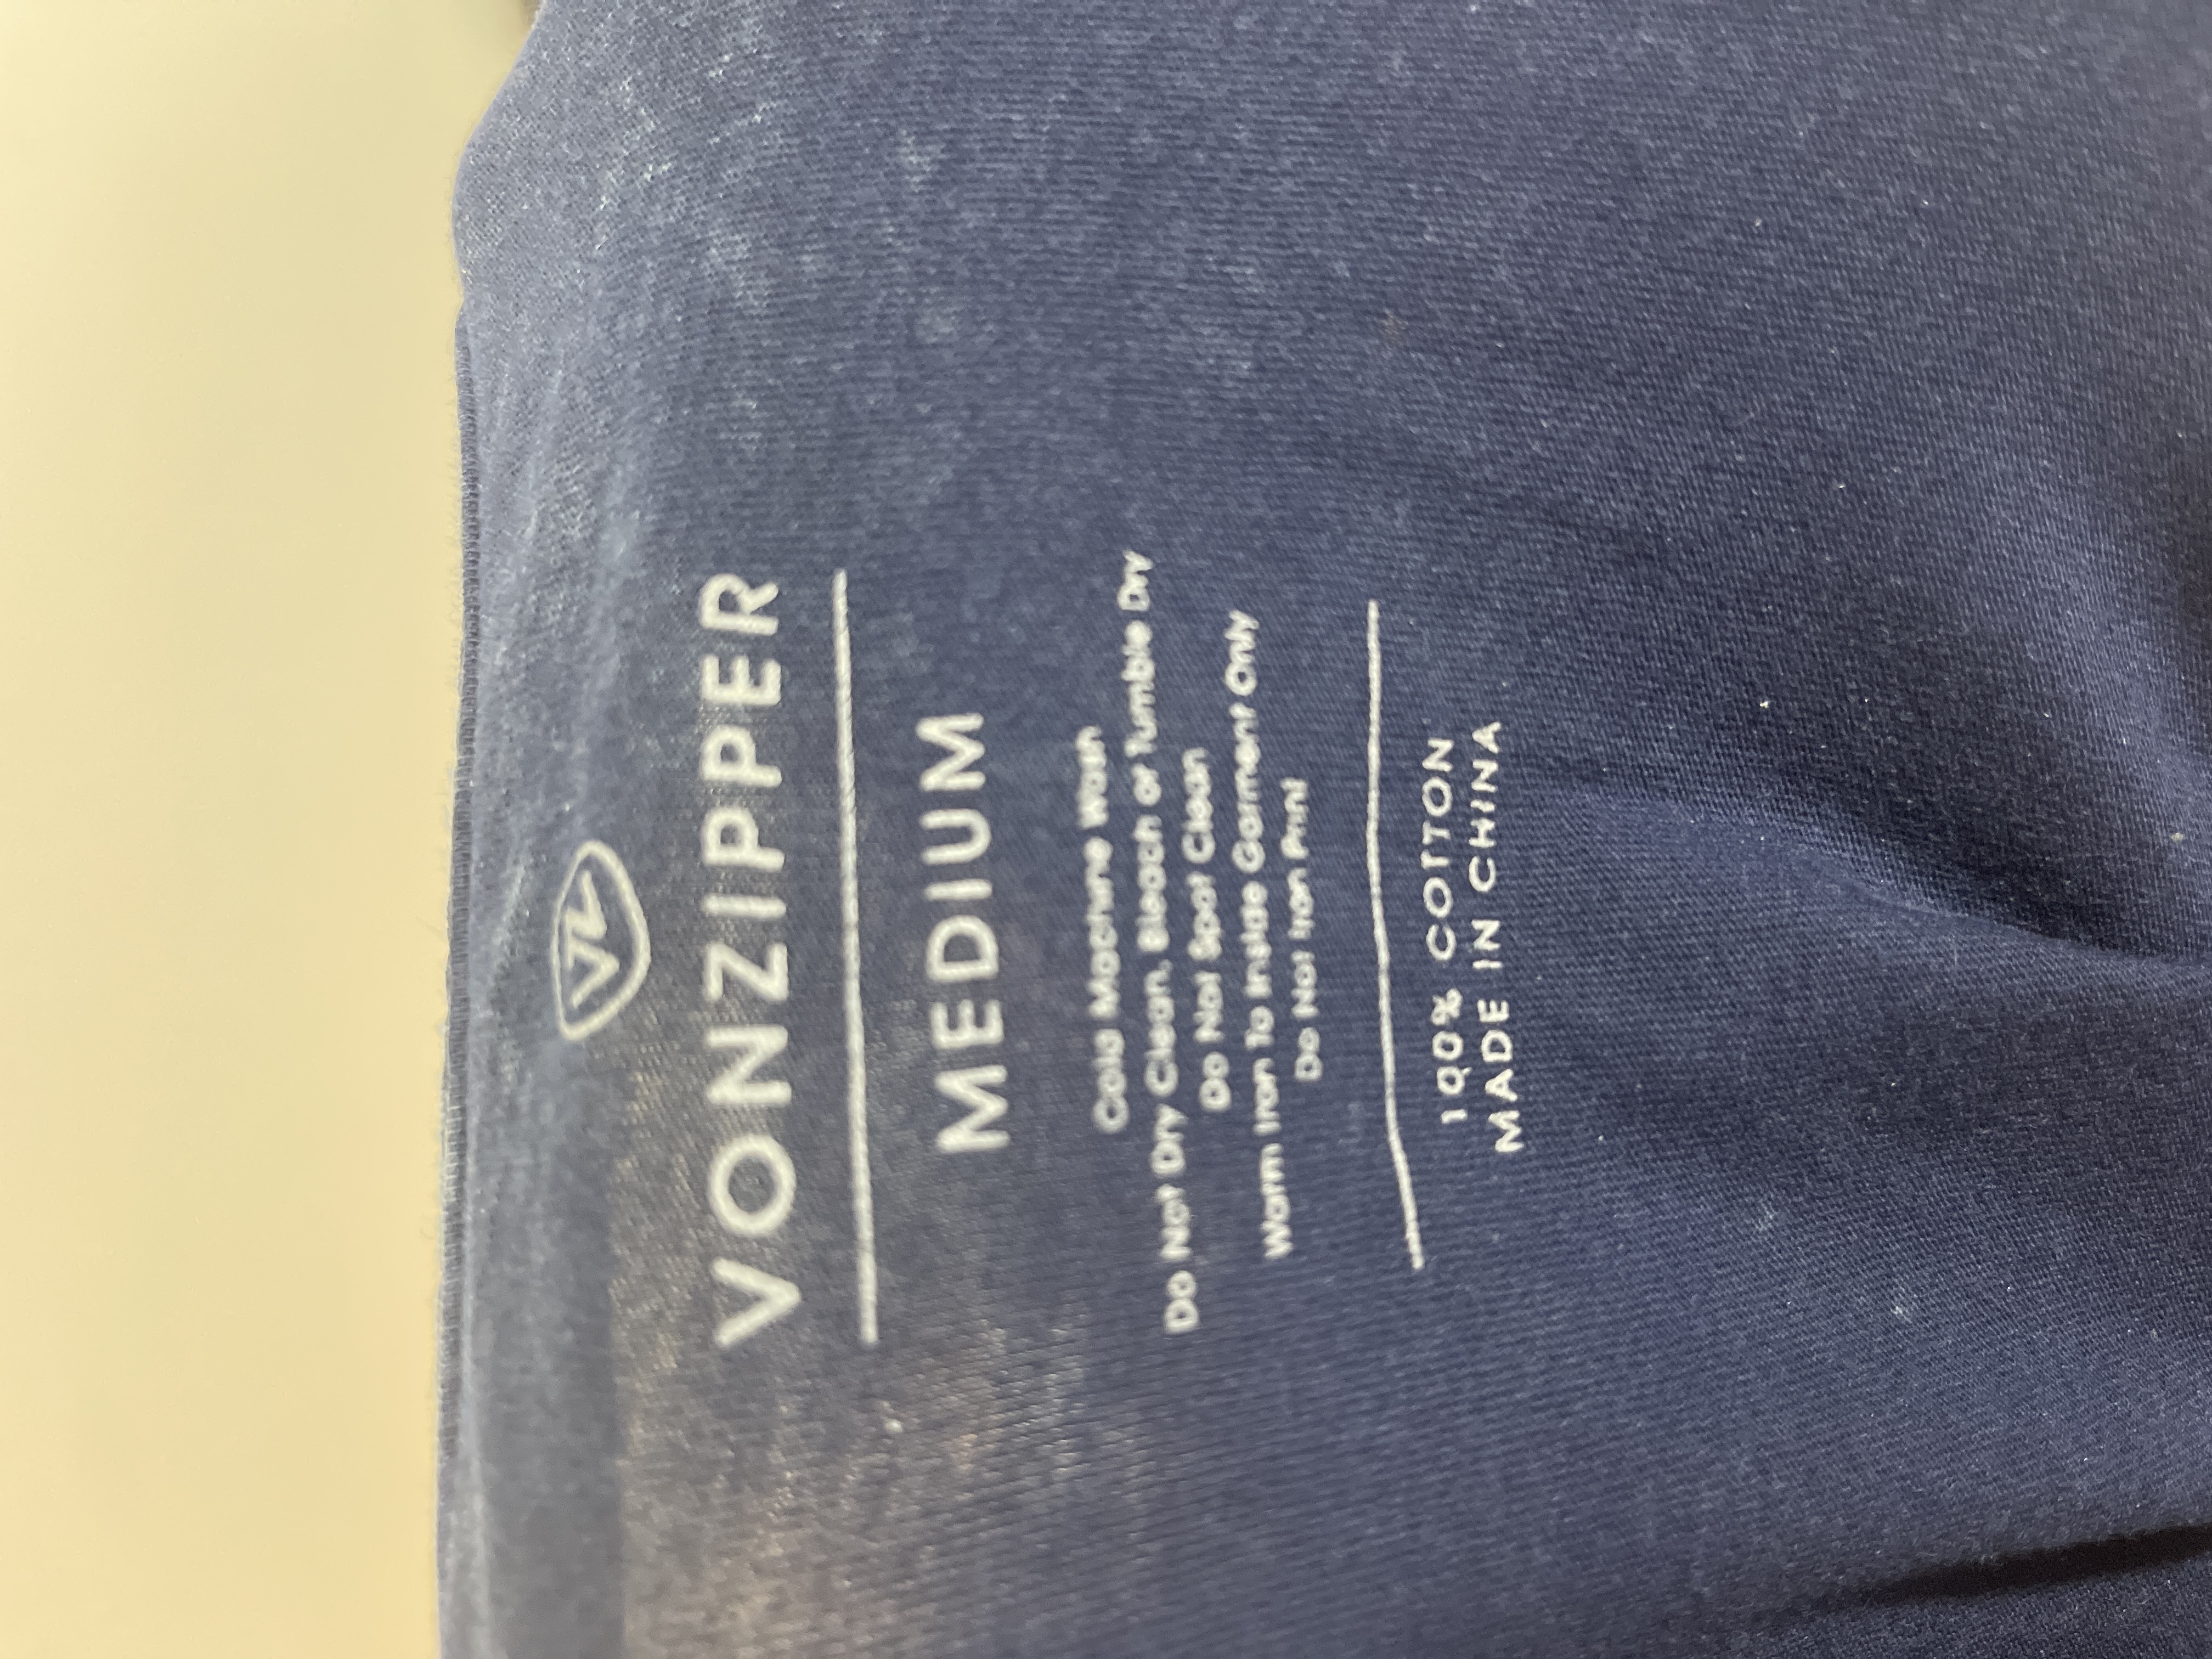 VZ
VONZIPPER
MEDIUM
Cold Machine Wash
Do Not Dry Clean, Bleach or Tumble Dry
Do Not Spot Clean
Warm Iron To Inside Garment Only
Do Not Iron Print
100% COTTON
MADE IN CHINA